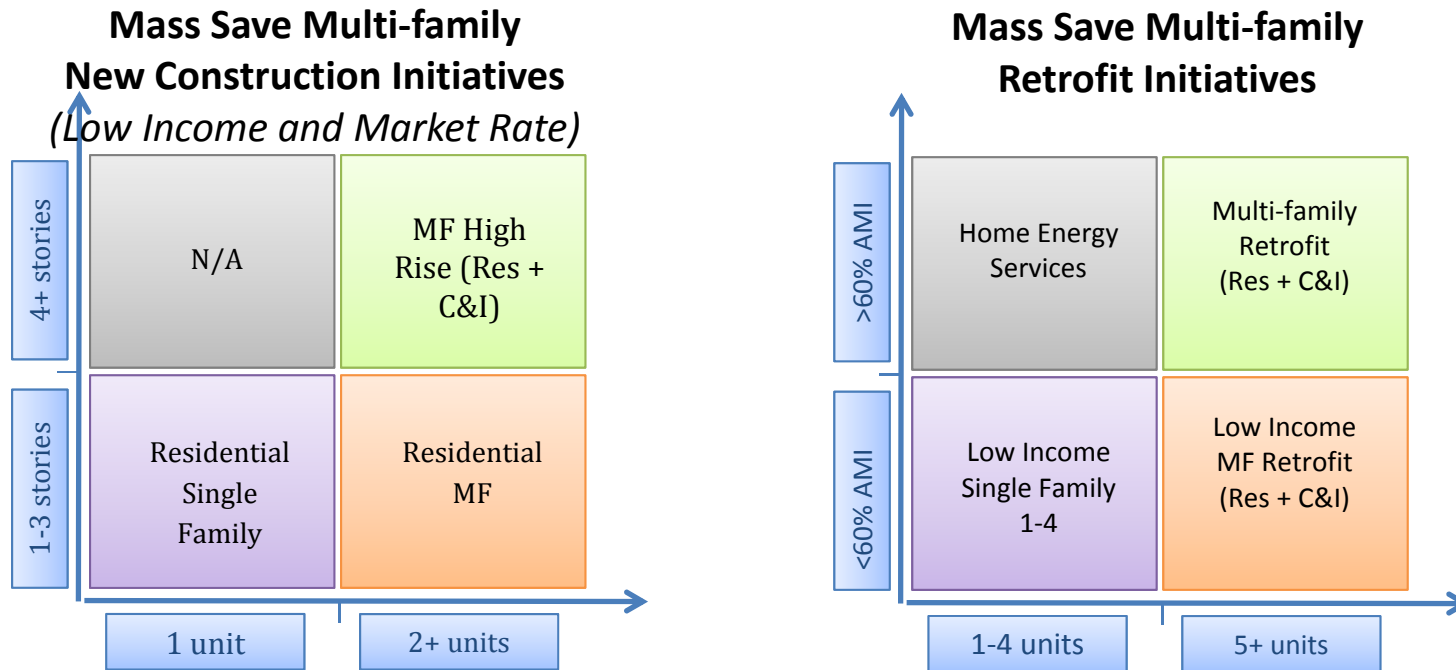 Mass Save Multi-family
New Construction Initiatives
(Low Income and Market Rate)
4+ stories
N/A
MF High
Rise (Res +
C&I)
1-3 stories
Residential
Single
Family
Residential
MF
1 unit
2+ units
Mass Save Multi-family
Retrofit Initiatives
>60% AMI
Home Energy
Services
Multi-family
Retrofit
(Res + C&I)
<60% AMI
Low Income
Single Family
1-4
Low Income
MF Retrofit
(Res + C&I)
1-4 units
5+ units